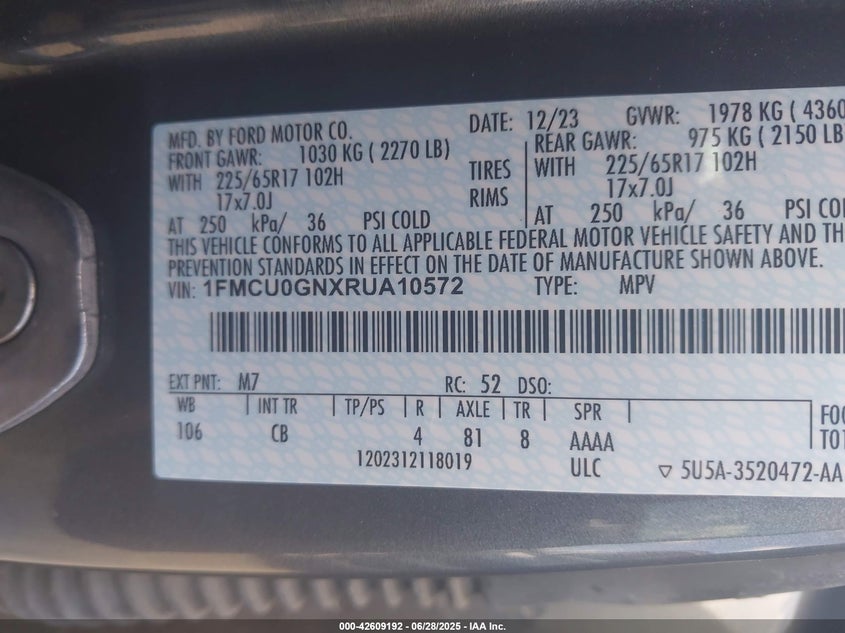 MFD. BY FORD MOTOR CO. DATE: 12/23 GVWR: 1978 KG ( 4360
FRONT GAWR: 1030 KG ( 2270 LB) REAR GAWR: 975 KG ( 2150 LB
WITH 225/65R17 102H TIRES WITH 225/65R17 102H
17x7.0J RIMS 17x7.0J
AT 250 kPa/ 36 PSI COLD AT 250 kPa/ 36 PSI COL
THIS VEHICLE CONFORMS TO ALL APPLICABLE FEDERAL MOTOR VEHICLE SAFETY AND THE
PREVENTION STANDARDS IN EFFECT ON THE DATE OF MANUFACTURE SHOWN ABOVE.
VIN: 1FMCU0GNXRUA10572 TYPE: MPV
EXT PNT: M7 RC: 52 DSO:
WB INT TR TP/PS R AXLE TR SPR
106 CB 4 81 8 AAAA
1202312118019 ULC
FOC
TOT
5U5A-3520472-AA
000-42609192 - 06/28/2025 - IAA Inc.